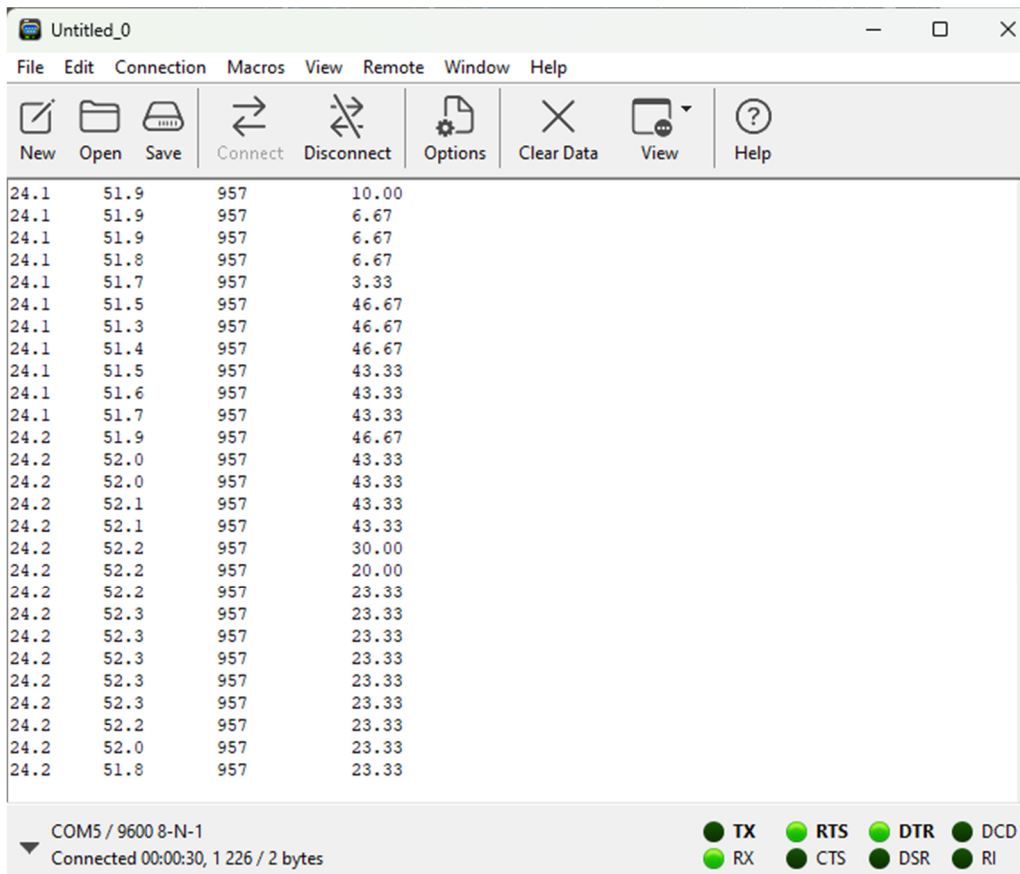 Untitled_0
File Edit Connection Macros View Remote Window Help
New Open Save Connect Disconnect Options Clear Data View Help
24.1 51.9 957 10.00
24.1 51.9 957 6.67
24.1 51.9 957 6.67
24.1 51.8 957 6.67
24.1 51.7 957 3.33
24.1 51.5 957 46.67
24.1 51.3 957 46.67
24.1 51.4 957 46.67
24.1 51.5 957 43.33
24.1 51.6 957 43.33
24.1 51.7 957 43.33
24.2 51.9 957 46.67
24.2 52.0 957 43.33
24.2 52.0 957 43.33
24.2 52.1 957 43.33
24.2 52.1 957 43.33
24.2 52.2 957 30.00
24.2 52.2 957 20.00
24.2 52.2 957 23.33
24.2 52.3 957 23.33
24.2 52.3 957 23.33
24.2 52.3 957 23.33
24.2 52.3 957 23.33
24.2 52.3 957 23.33
24.2 52.2 957 23.33
24.2 52.0 957 23.33
24.2 51.8 957 23.33
COM5 / 9600 8-N-1 TX RTS DTR DCD
Connected 00:00:30, 1 226 / 2 bytes RX CTS DSR RI